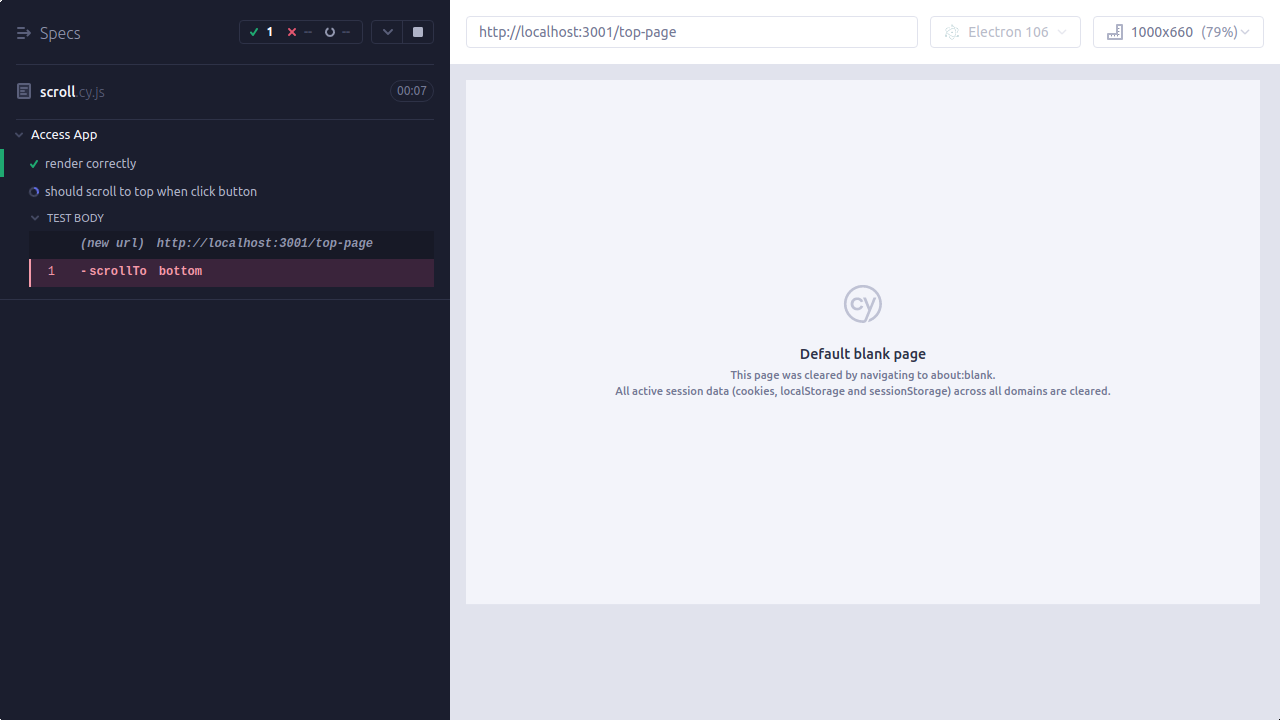 Specs
1
--
--
scroll.cy.js
00:07
Access App
render correctly
should scroll to top when click button
TEST BODY
(new url) http://localhost:3001/top-page
1 -scrollTo bottom
http://localhost:3001/top-page
Electron 106
1000x660 (79%)
cy
Default blank page
This page was cleared by navigating to about:blank.
All active session data (cookies, localStorage and sessionStorage) across all domains are cleared.